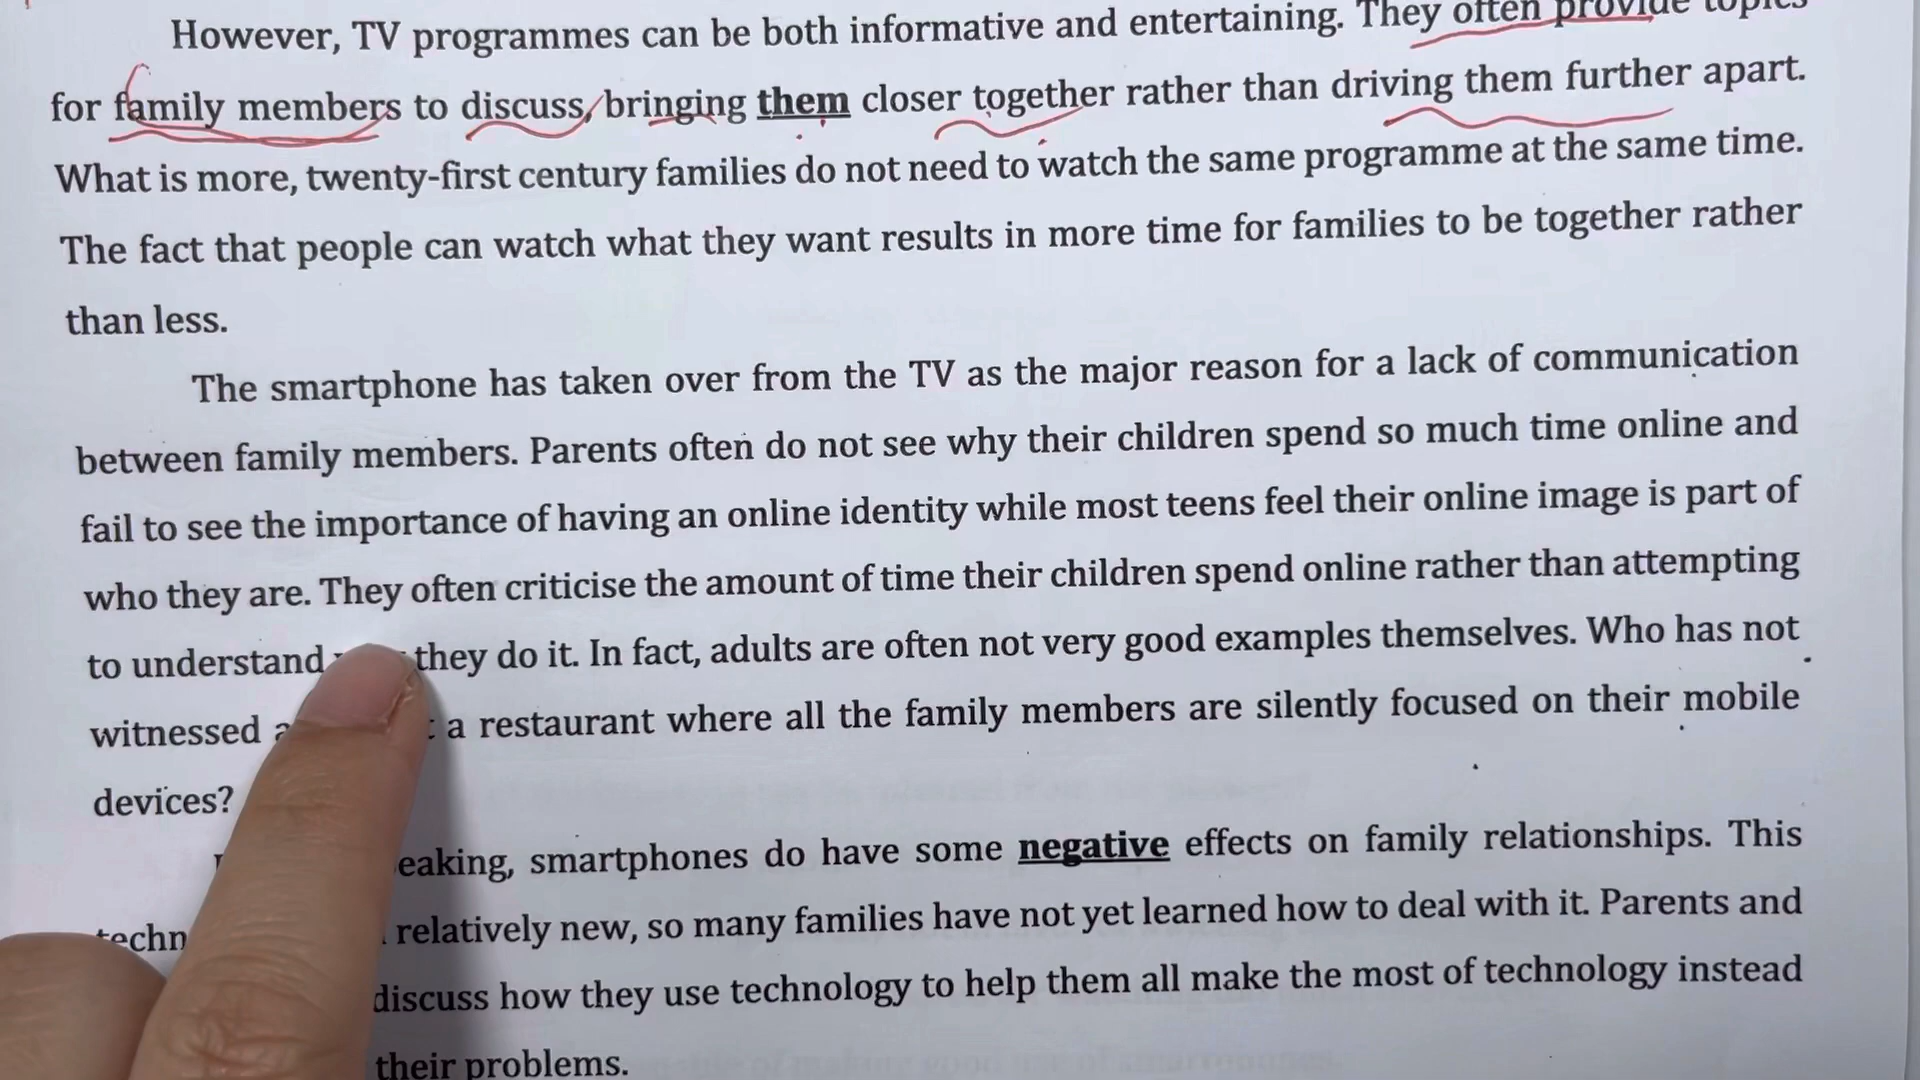 However, TV programmes can be both informative and entertaining. They often provide topics
for family members to discuss, bringing them closer together rather than driving them further apart.
What is more, twenty-first century families do not need to watch the same programme at the same time.
The fact that people can watch what they want results in more time for families to be together rather
than less.
The smartphone has taken over from the TV as the major reason for a lack of communication
between family members. Parents often do not see why their children spend so much time online and
fail to see the importance of having an online identity while most teens feel their online image is part of
who they are. They often criticise the amount of time their children spend online rather than attempting
to understand they do it. In fact, adults are often not very good examples themselves. Who has not
witnessed a restaurant where all the family members are silently focused on their mobile
devices?
eaking, smartphones do have some negative effects on family relationships. This
techn relatively new, so many families have not yet learned how to deal with it. Parents and
discuss how they use technology to help them all make the most of technology instead
their problems.